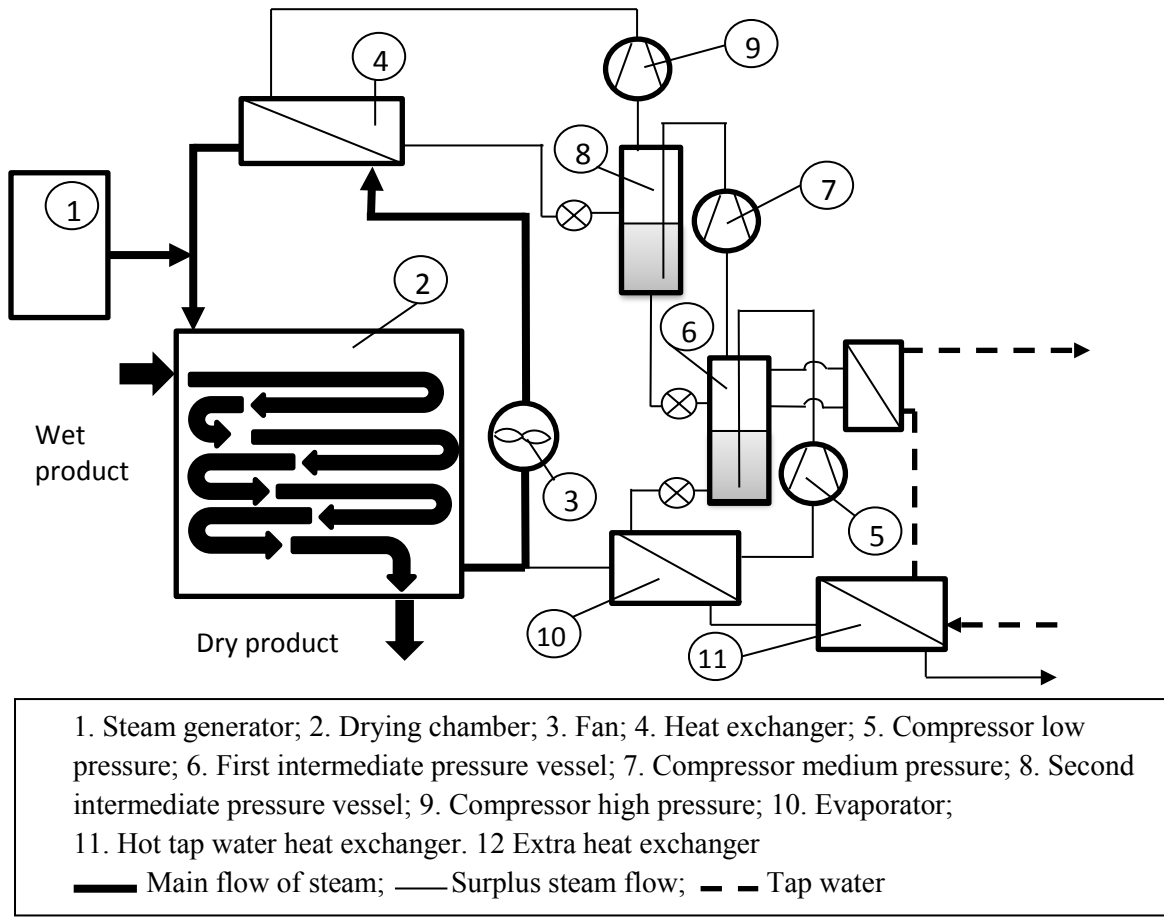 9
4
8
7
1
2
6
Wet
product
3
5
10
11
Dry product
1. Steam generator; 2. Drying chamber; 3. Fan; 4. Heat exchanger; 5. Compressor low
pressure; 6. First intermediate pressure vessel; 7. Compressor medium pressure; 8. Second
intermediate pressure vessel; 9. Compressor high pressure; 10. Evaporator;
11. Hot tap water heat exchanger. 12 Extra heat exchanger
Main flow of steam; Surplus steam flow; Tap water